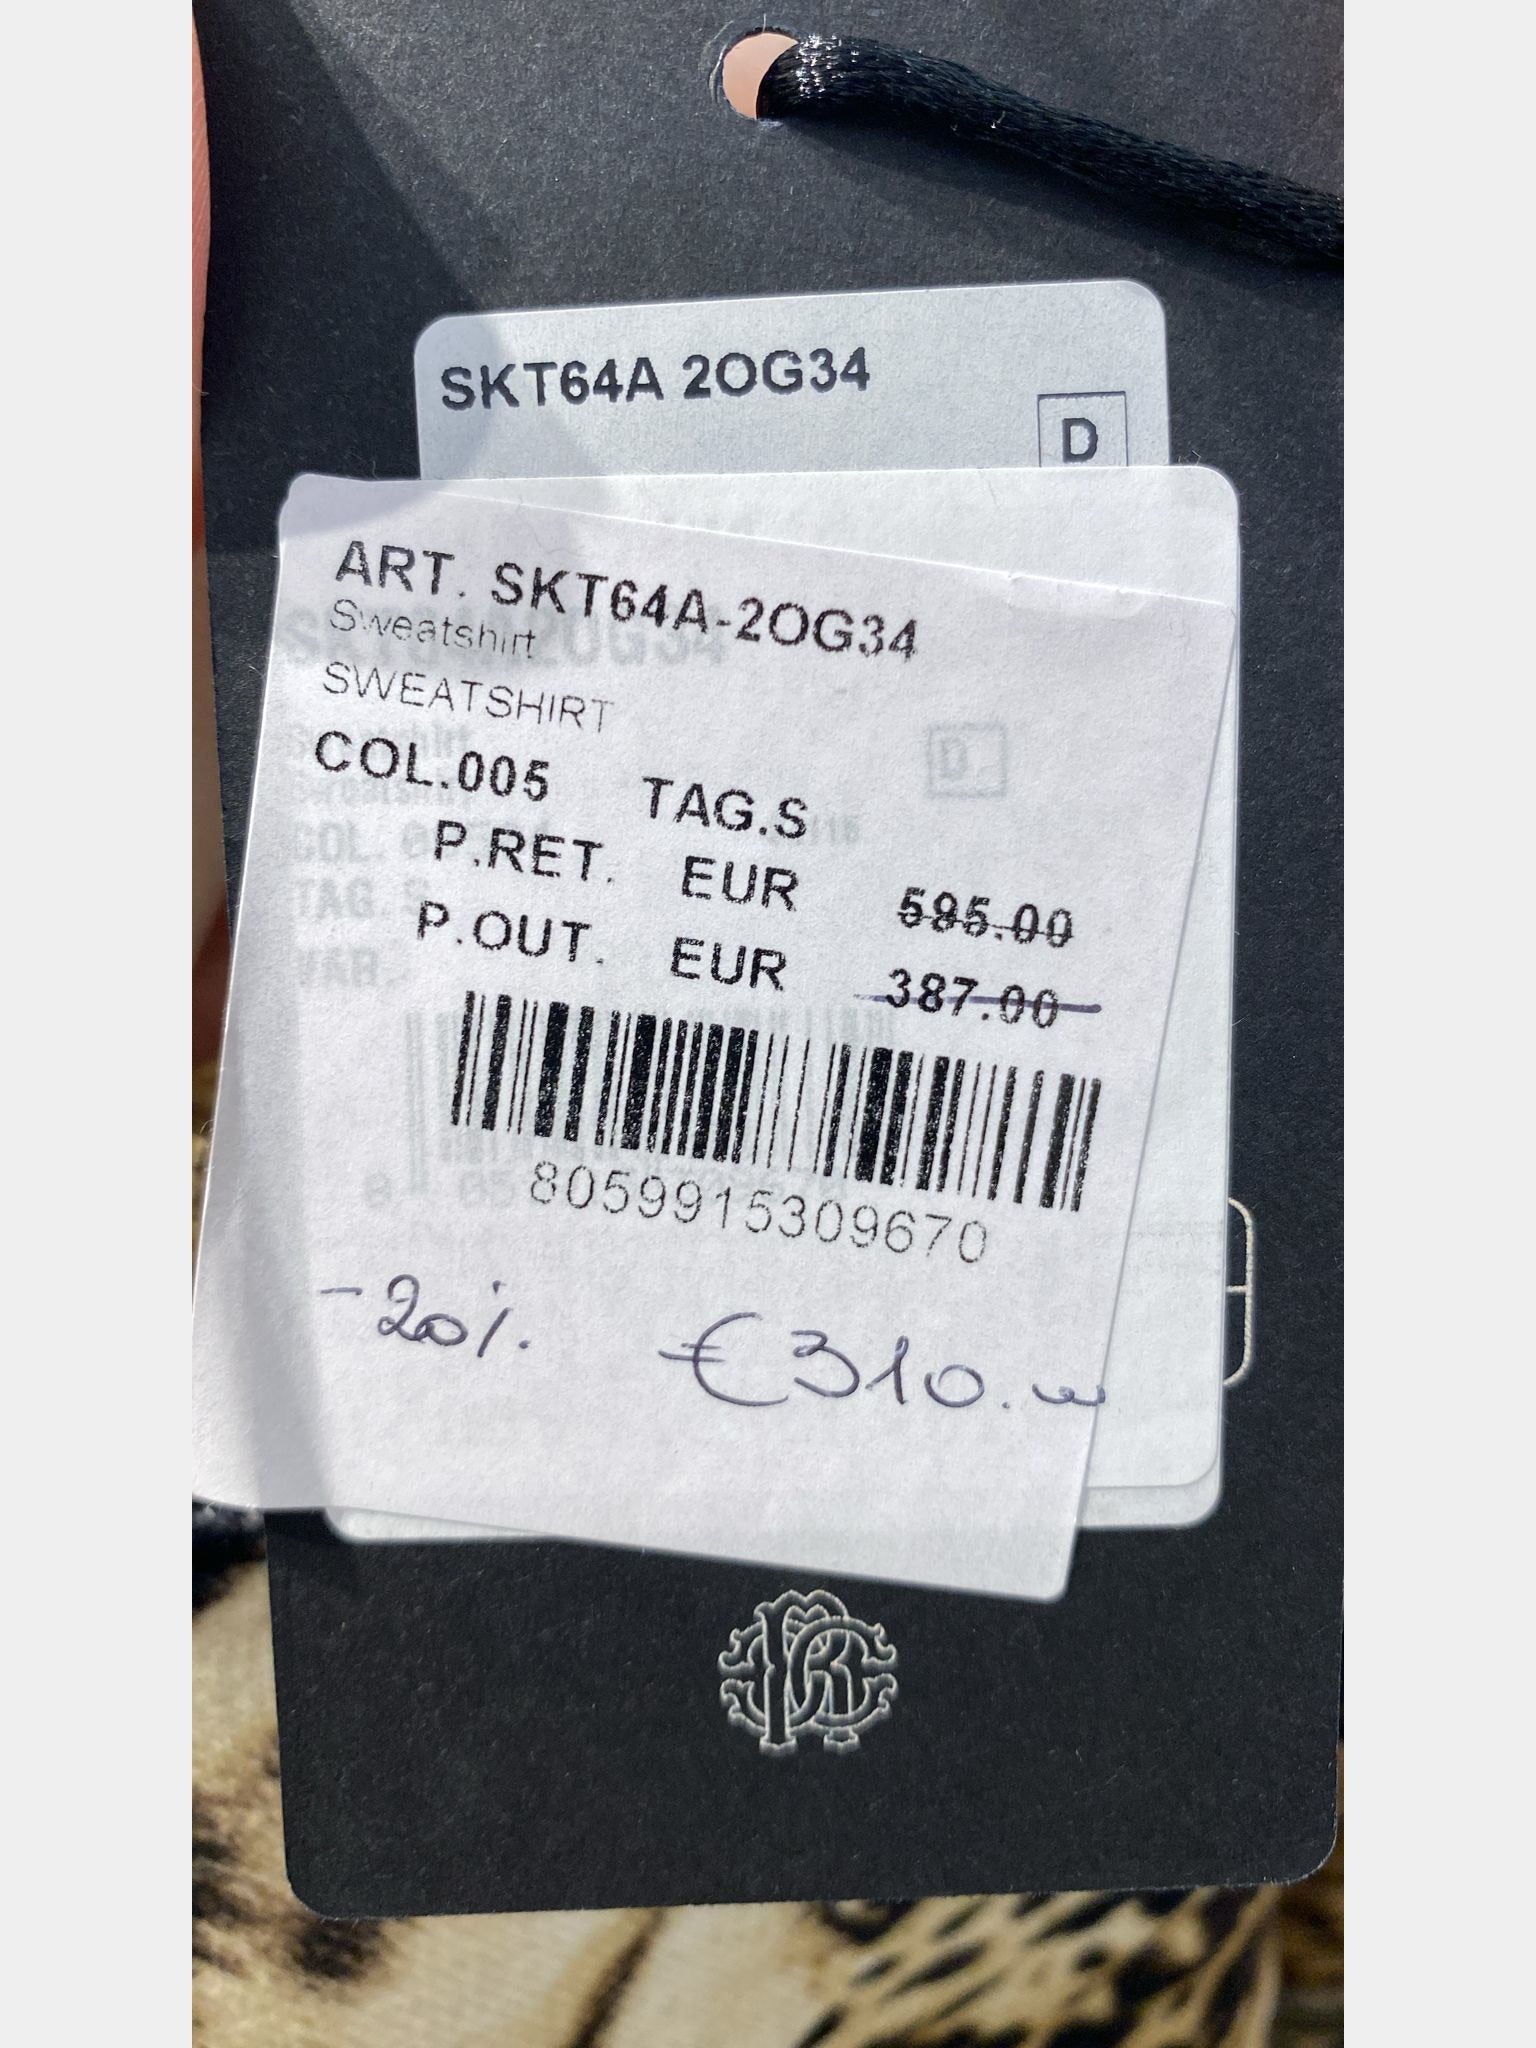 SKT64A 2OG34
D
ART. SKT64A-2OG34
Sweatshirt
SWEATSHIRT
COL.005 TAG.S
P.RET. EUR 595.00
P.OUT. EUR 387.00
8059915309670
-20%. €310.00